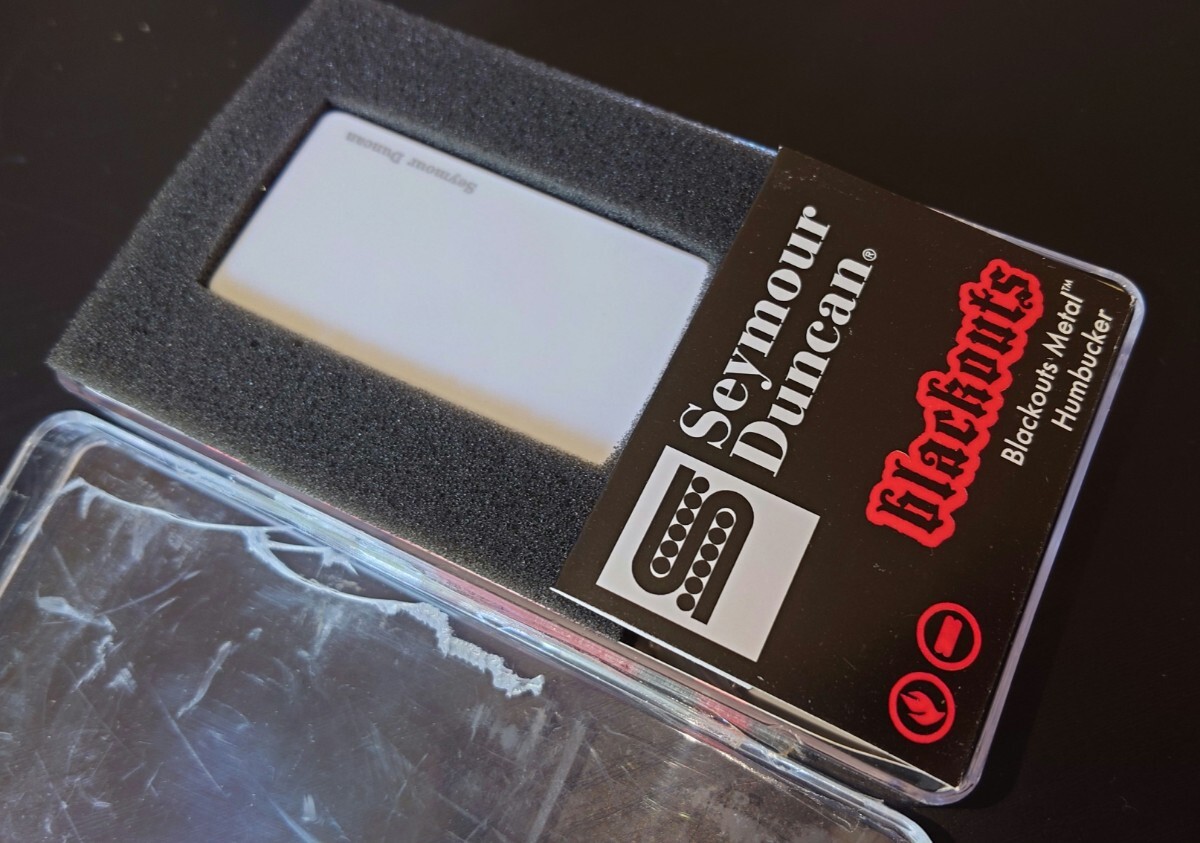 Seymour Duncan
Seymour
Duncan®
blackouts
Blackouts Metal™
Humbucker